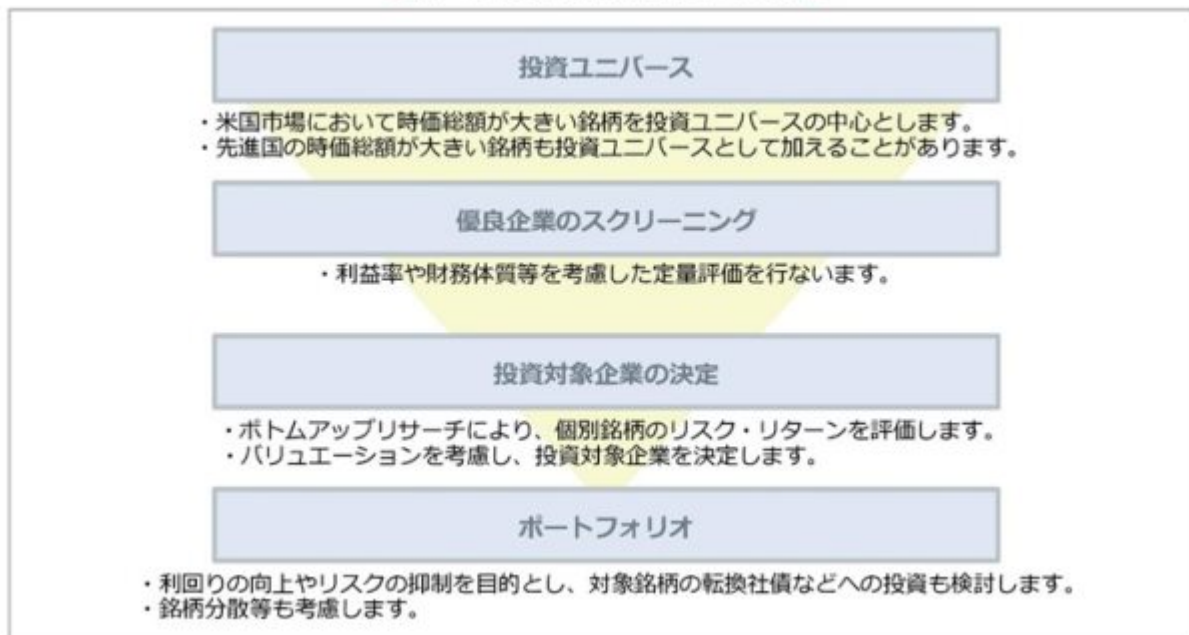 投資ユニバース
・米国市場において時価総額が大きい銘柄を投資ユニバースの中心とします。
・先進国の時価総額が大きい銘柄も投資ユニバースとして加えることがあります。
優良企業のスクリーニング
・利益率や財務体質等を考慮した定量評価を行ないます。
投資対象企業の決定
・ボトムアップリサーチにより、個別銘柄のリスク・リターンを評価します。
・バリュエーションを考慮し、投資対象企業を決定します。
ポートフォリオ
・利回りの向上やリスクの抑制を目的とし、対象銘柄の転換社債などへの投資も検討します。
・銘柄分散等も考慮します。